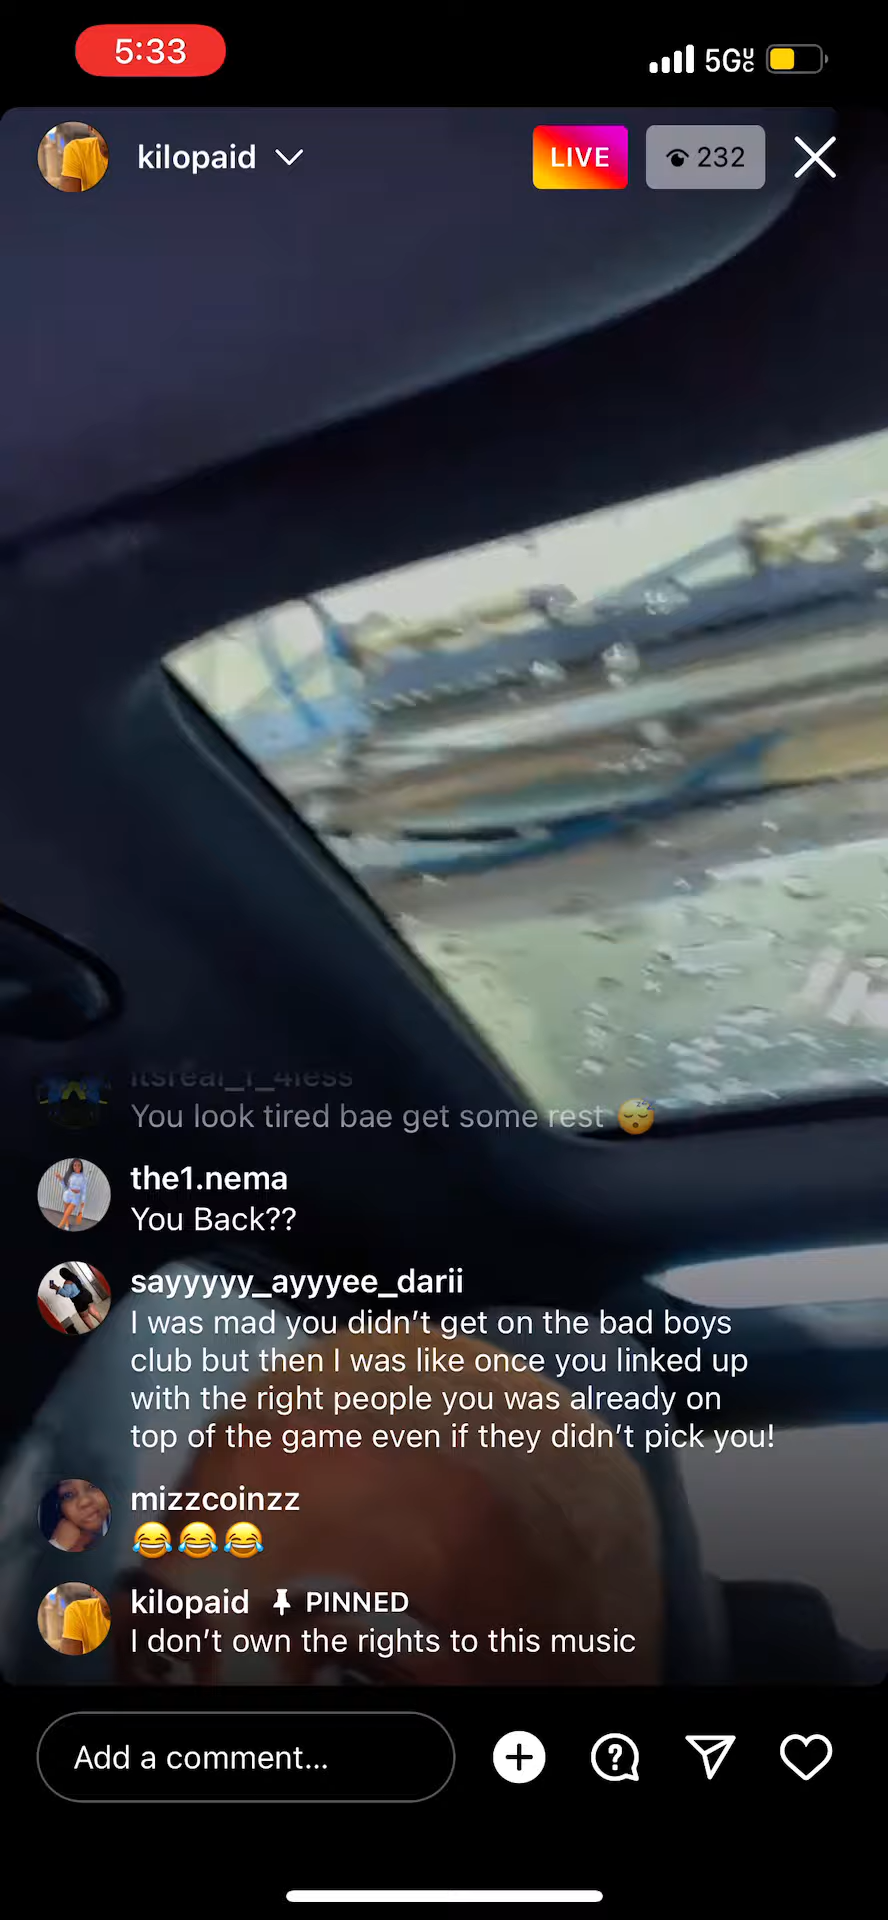 5:33
5G UC
kilopaid
LIVE
232
itsreal_1_4less
You look tired bae get some rest 😴
the1.nema
You Back??
sayyyyy_ayyyee_darii
I was mad you didn’t get on the bad boys
club but then I was like once you linked up
with the right people you was already on
top of the game even if they didn’t pick you!
mizzcoinzz
😂😂😂
kilopaid PINNED
I don’t own the rights to this music
Add a comment...